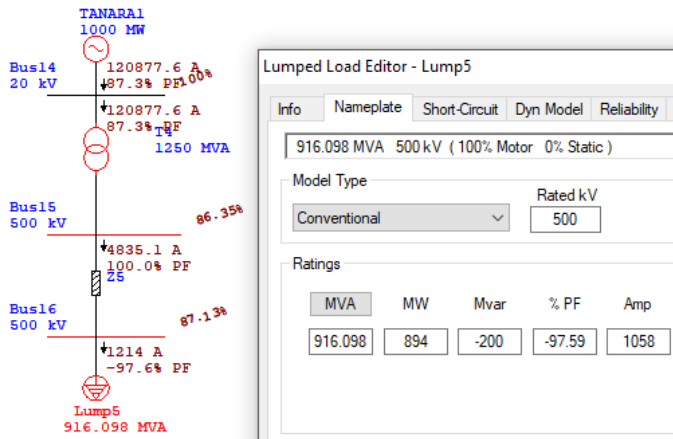 TANARA1
1000 MW
120877.6 A
87.3% PF
100%
Bus14
20 kV
120877.6 A
87.3% PF
T4
1250 MVA
Bus15
500 kV
86.35%
4835.1 A
100.0% PF
Z5
Bus16
500 kV
87.13%
1214 A
-97.6% PF
Lump5
916.098 MVA
Lumped Load Editor - Lump5
Info Nameplate Short-Circuit Dyn Model Reliability
916.098 MVA 500 kV ( 100% Motor 0% Static )
Model Type
Rated kV
Conventional 500
Ratings
MVA MW Mvar % PF Amp
916.098 894 -200 -97.59 1058